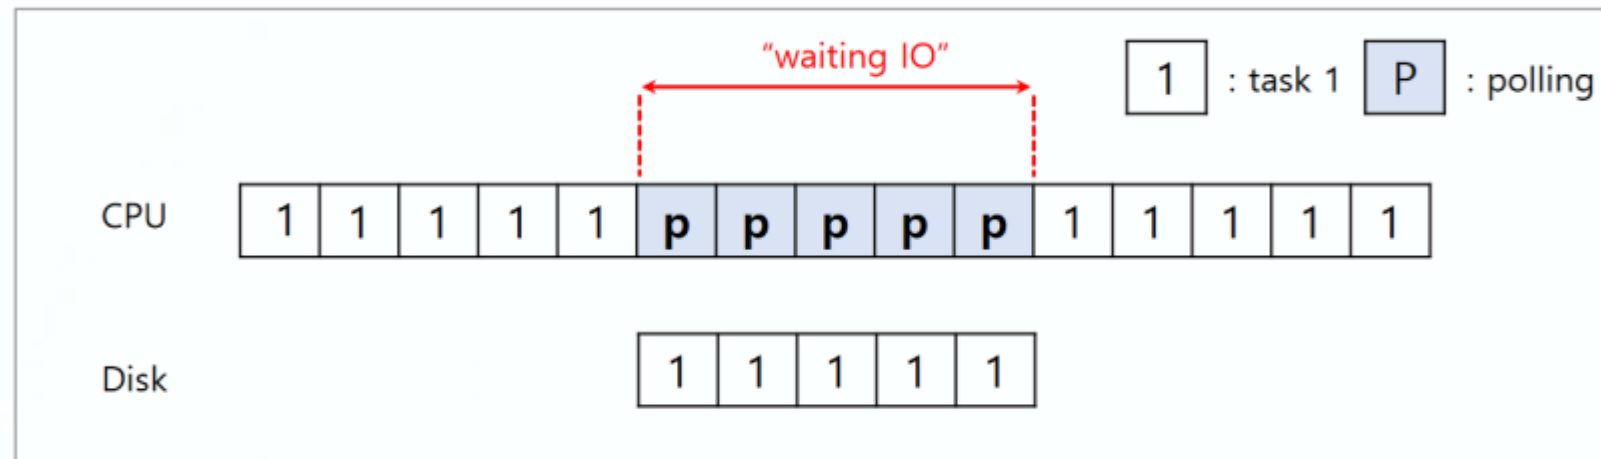 "waiting IO"
1 : task 1 P : polling
CPU 1 1 1 1 1 p p p p p 1 1 1 1 1
Disk 1 1 1 1 1